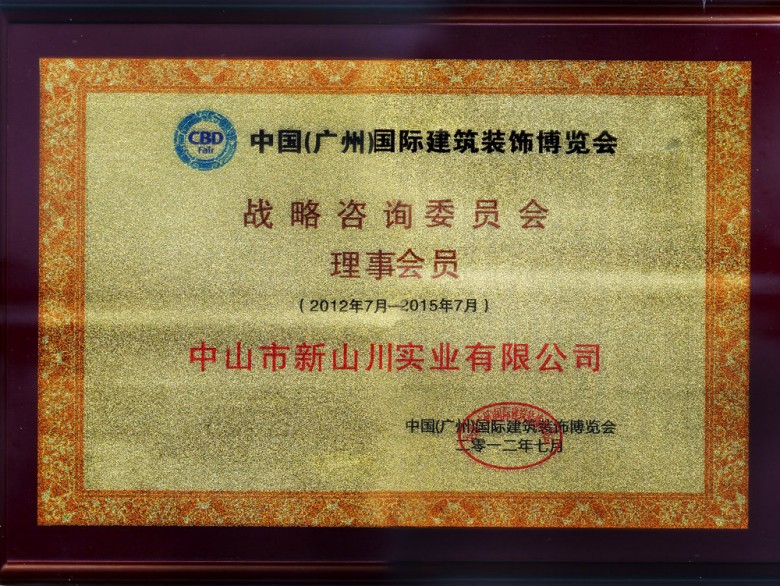 CBD
Fair
中国(广州)国际建筑装饰博览会
战略咨询委员会
理事会员
(2012年7月—2015年7月)
中山市新山川实业有限公司
中国(广州)国际建筑装饰博览会
二零一二年七月